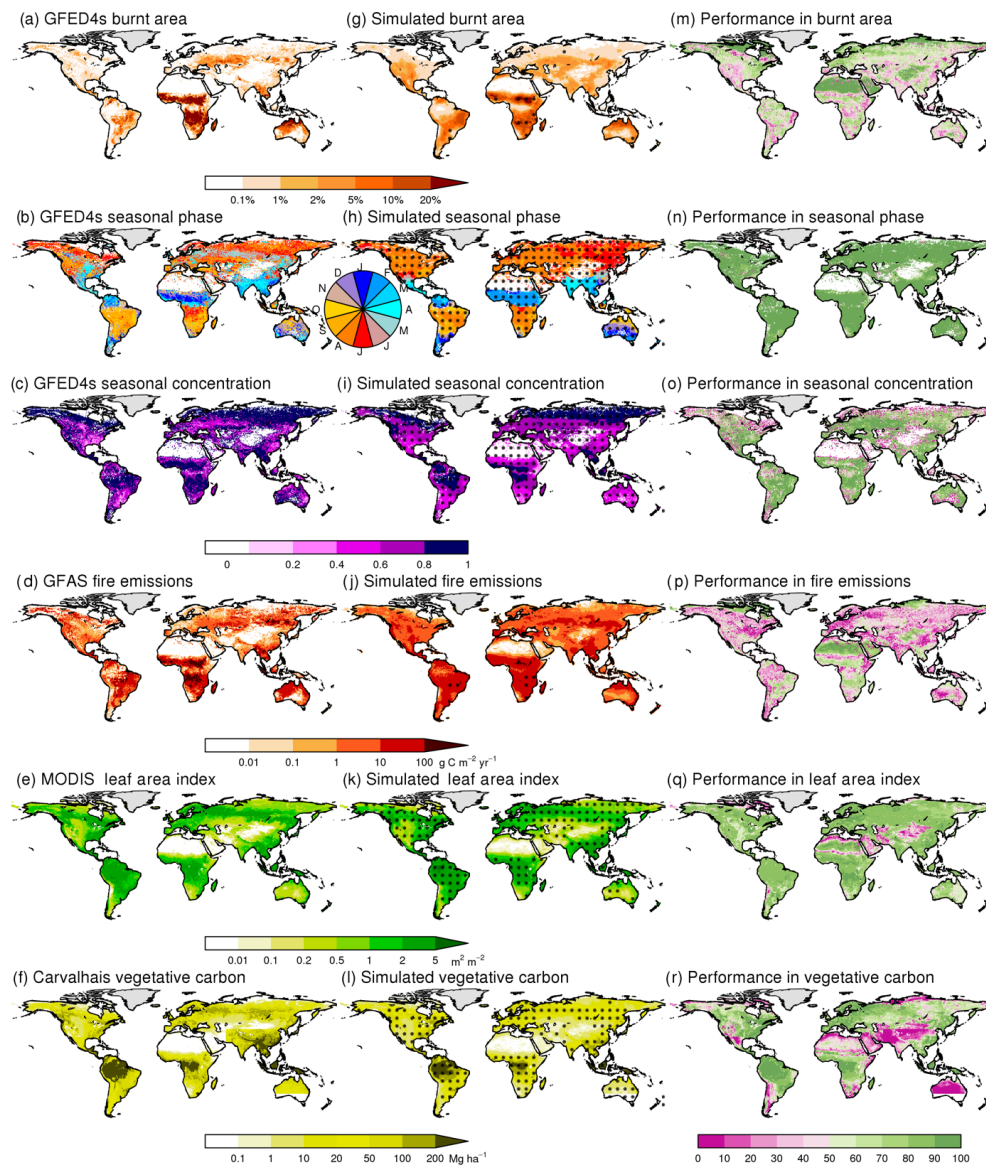 (a) GFED4s burnt area
(g) Simulated burnt area
(m) Performance in burnt area
0.1% 1% 2% 5% 10% 20%
(b) GFED4s seasonal phase
(h) Simulated seasonal phase
(n) Performance in seasonal phase
J F M A M J J A S O N D
(c) GFED4s seasonal concentration
(i) Simulated seasonal concentration
(o) Performance in seasonal concentration
0 0.2 0.4 0.6 0.8 1
(d) GFAS fire emissions
(j) Simulated fire emissions
(p) Performance in fire emissions
0.01 0.1 1 10 100 g C m⁻² yr⁻¹
(e) MODIS leaf area index
(k) Simulated leaf area index
(q) Performance in leaf area index
0.01 0.1 0.2 0.5 1 2 5 m² m⁻²
(f) Carvalhais vegetative carbon
(l) Simulated vegetative carbon
(r) Performance in vegetative carbon
0.1 1 10 20 50 100 200 Mg ha⁻¹
0 10 20 30 40 50 60 70 80 90 100